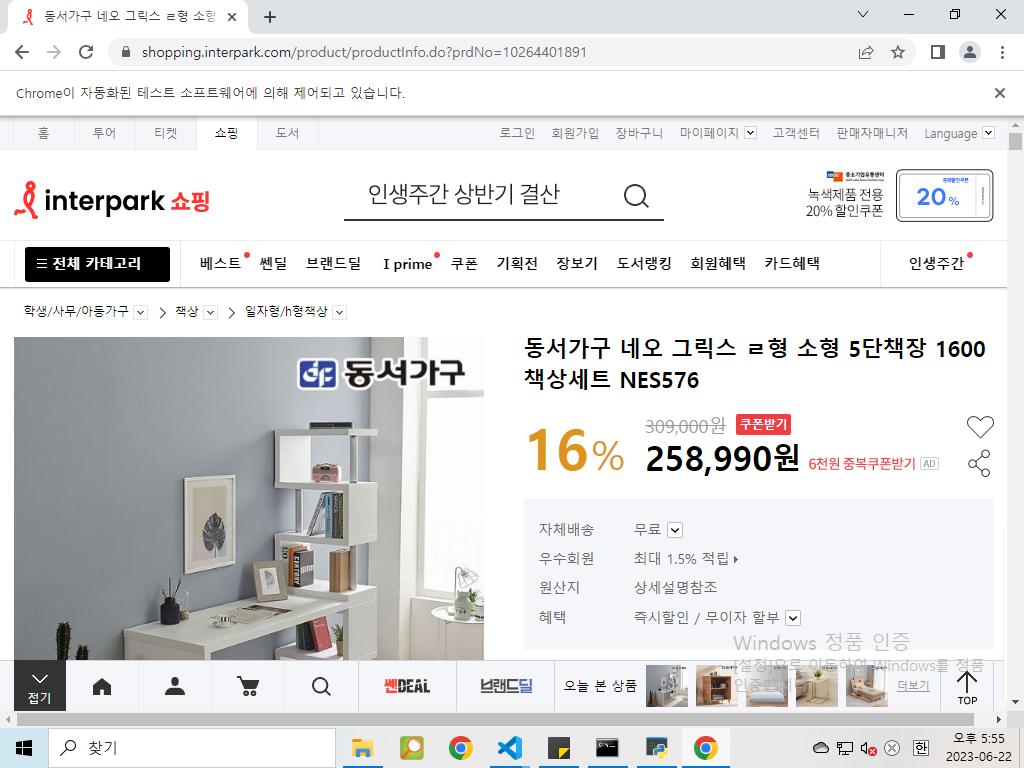 동서가구 네오 그릭스 ㄹ형 소형
shopping.interpark.com/product/productInfo.do?prdNo=10264401891
Chrome이 자동화된 테스트 소프트웨어에 의해 제어되고 있습니다.
홈 투어 티켓 쇼핑 도서 로그인 회원가입 장바구니 마이페이지 고객센터 판매자매니저 Language
interpark 쇼핑
인생주간 상반기 결산
중소기업유통센터
녹색제품 전용
20% 할인쿠폰
중복할인쿠폰
20%
전체 카테고리 베스트 쎈딜 브랜드딜 I prime 쿠폰 기획전 장보기 도서랭킹 회원혜택 카드혜택 인생주간
학생/사무/아동가구 책상 일자형/h형책상
동서가구
동서가구 네오 그릭스 ㄹ형 소형 5단책장 1600
책상세트 NES576
16%
309,000원 쿠폰받기
258,990원 6천원 중복쿠폰받기 AD
자체배송 무료
우수회원 최대 1.5% 적립
원산지 상세설명참조
혜택 즉시할인 / 무이자 할부
CENTURY
Windows 정품 인증
[설정]으로 이동하여 Windows를 정품
인증합니다.
접기
쎈DEAL
브랜드딜
오늘 본 상품
더보기
TOP
찾기
한
오후 5:55
2023-06-22